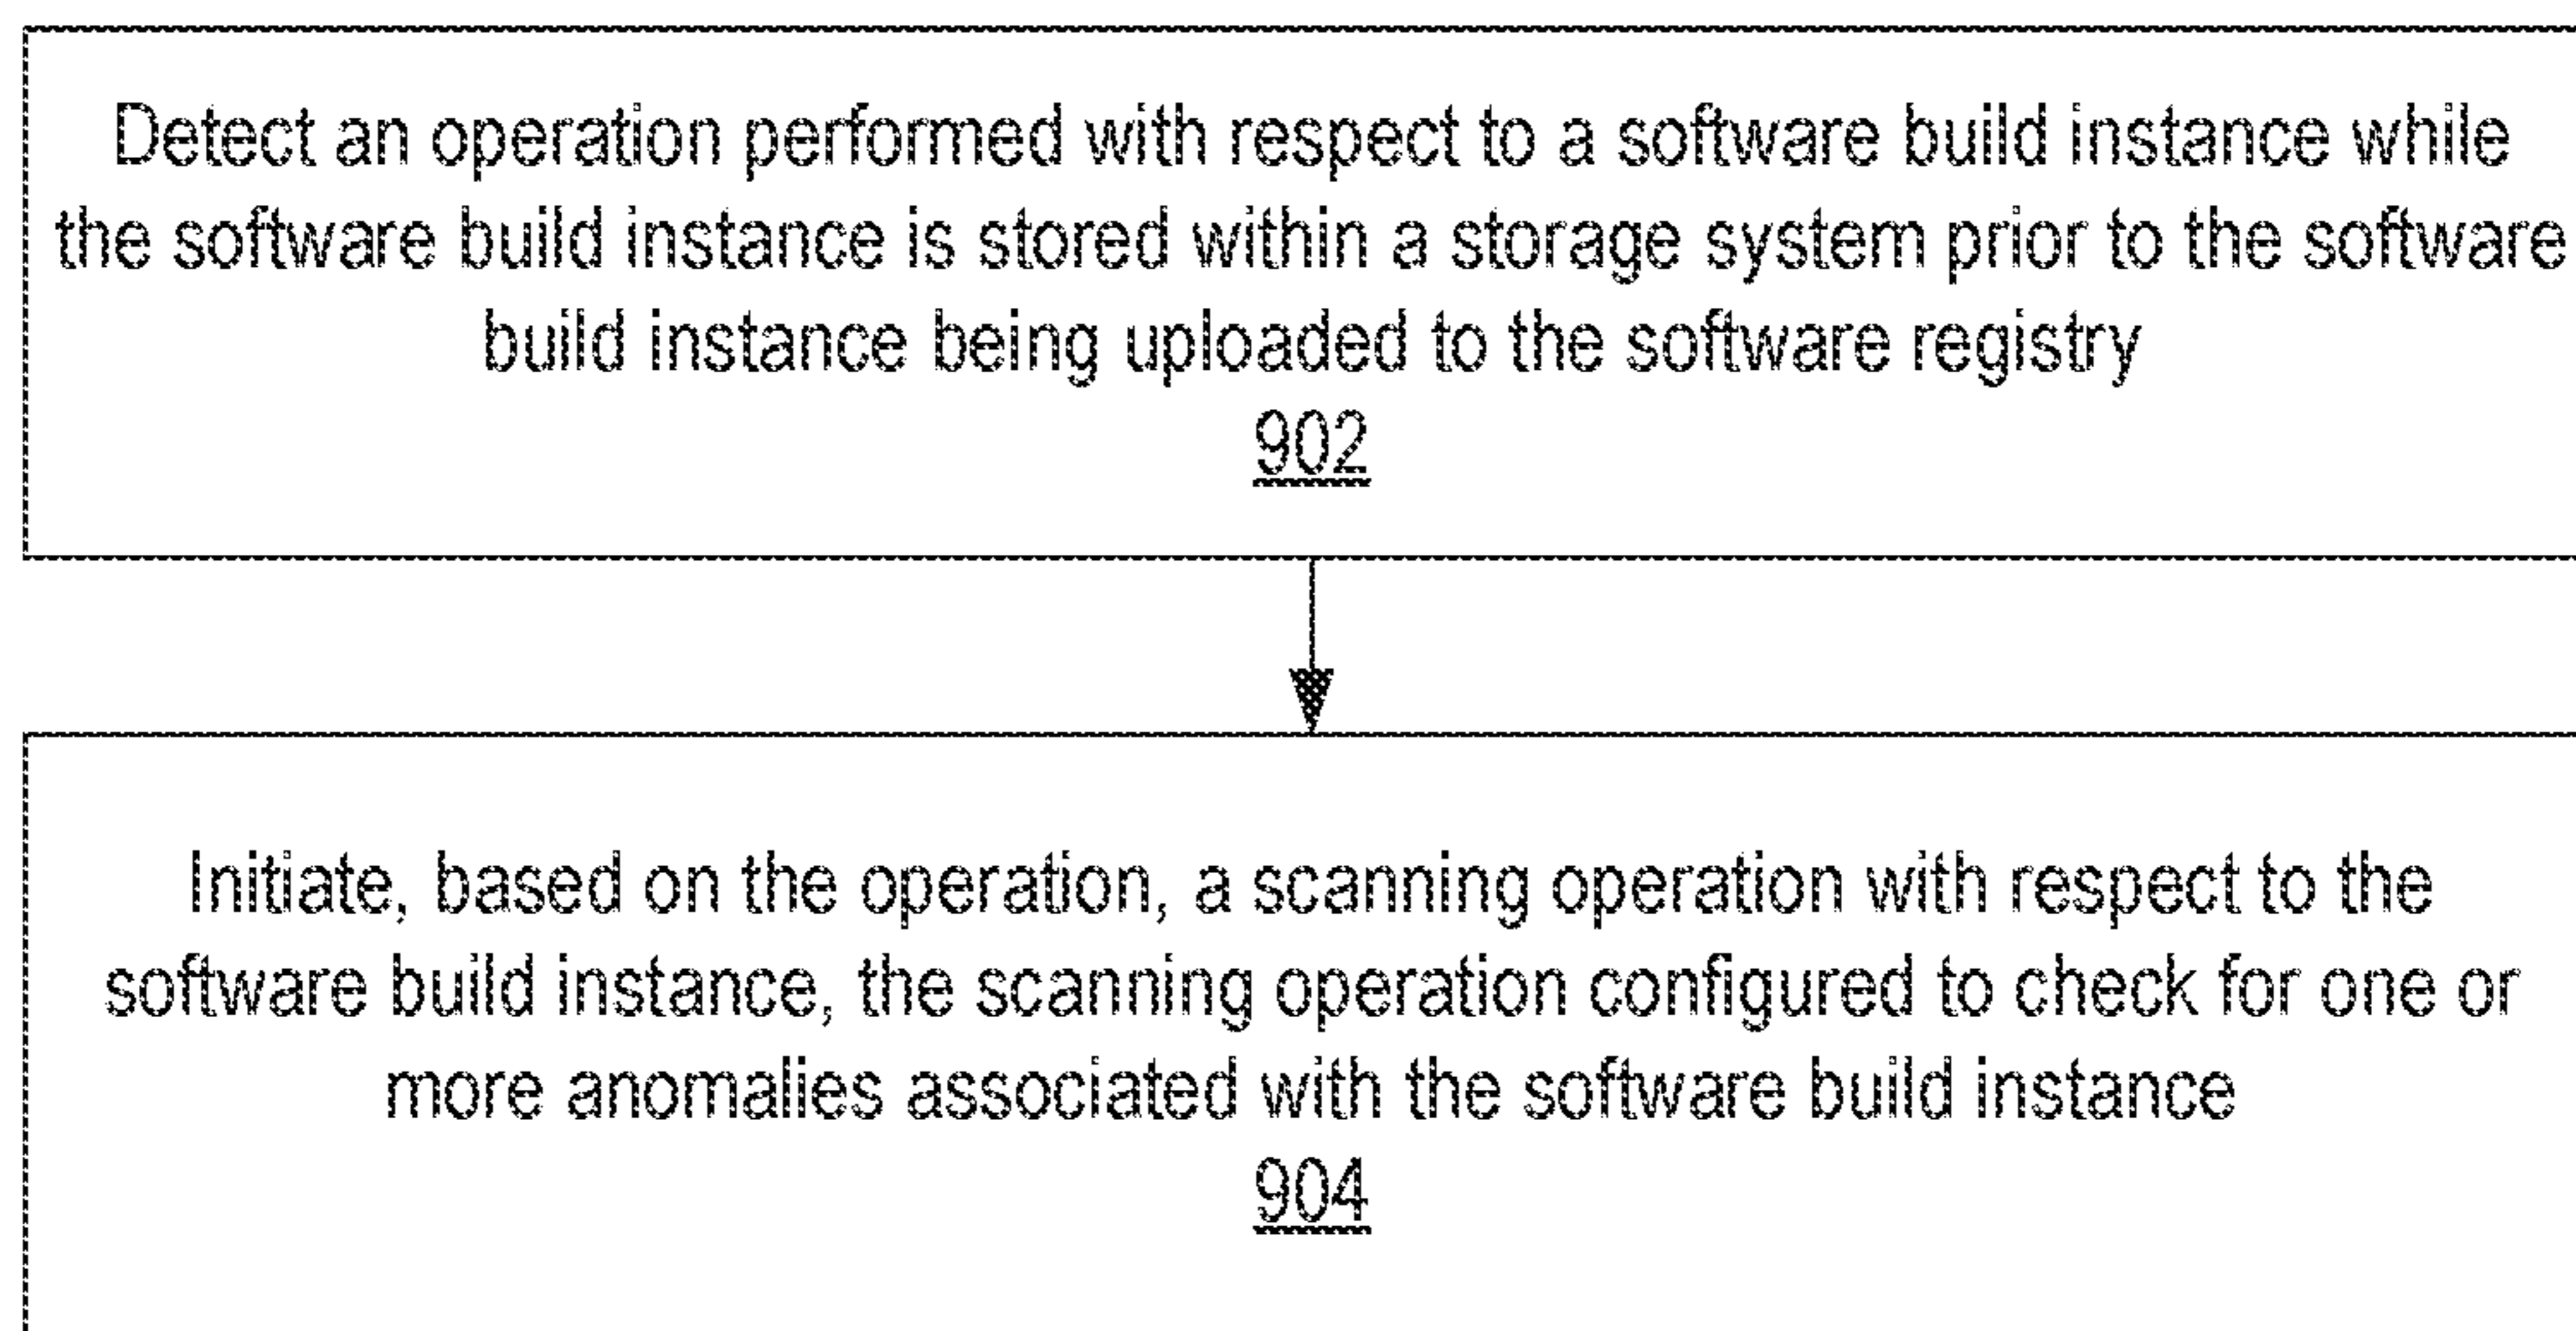 Detect an operation performed with respect to a software build instance while
the software build instance is stored within a storage system prior to the software
build instance being uploaded to the software registry
902
Initiate, based on the operation, a scanning operation with respect to the
software build instance, the scanning operation configured to check for one or
more anomalies associated with the software build instance
904